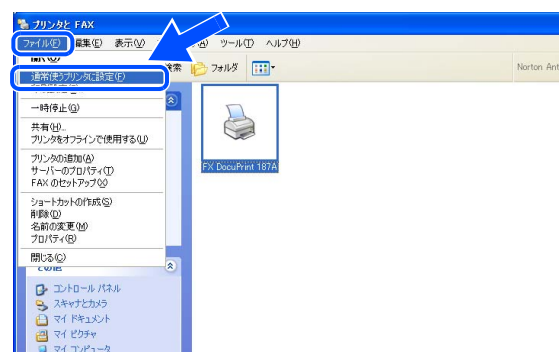 プリンタと FAX
ファイル(F) 編集(E) 表示(V) (A) ツール(T) ヘルプ(H)
検索 フォルダ
Norton Ant
通常使うプリンタに設定(F)
一時停止(G)
共有(H)...
プリンタをオフラインで使用する(U)
プリンタの追加(A)
サーバーのプロパティ(T)
FAX のセットアップ(X)
ショートカットの作成(S)
削除(D)
名前の変更(M)
プロパティ(R)
閉じる(C)
FX DocuPrint 187A
その他
コントロール パネル
スキャナとカメラ
マイ ドキュメント
マイ ピクチャ
マイ コンピュータ